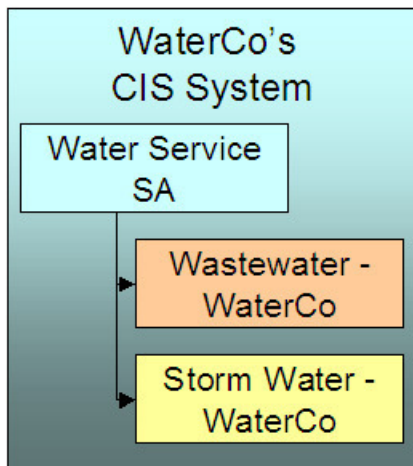 WaterCo's
CIS System
Water Service
SA
Wastewater -
WaterCo
Storm Water -
WaterCo